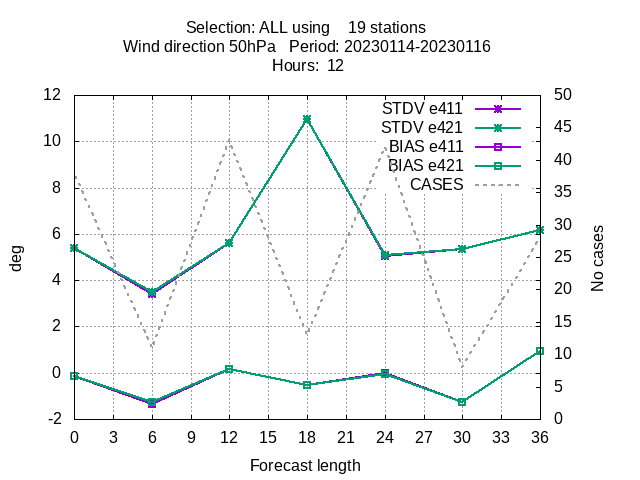 Selection: ALL using    19 stations
Wind direction 50hPa   Period: 20230114-20230116
Hours:  12
STDV e411
STDV e421
BIAS e411
BIAS e421
CASES
12
10
8
6
4
2
0
-2
deg
50
45
40
35
30
25
20
15
10
5
0
No cases
0 3 6 9 12 15 18 21 24 27 30 33 36
Forecast length